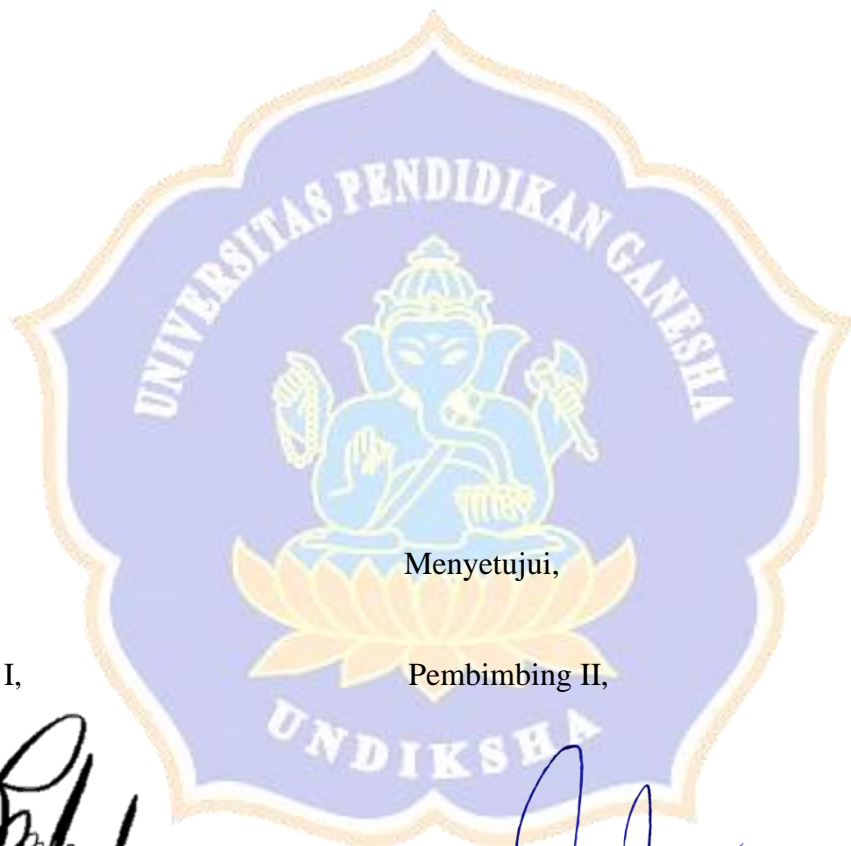 UNIVERSITAS PENDIDIKAN GANESHA
Menyetujui,
I,
Pembimbing II,
UNDIKSHA